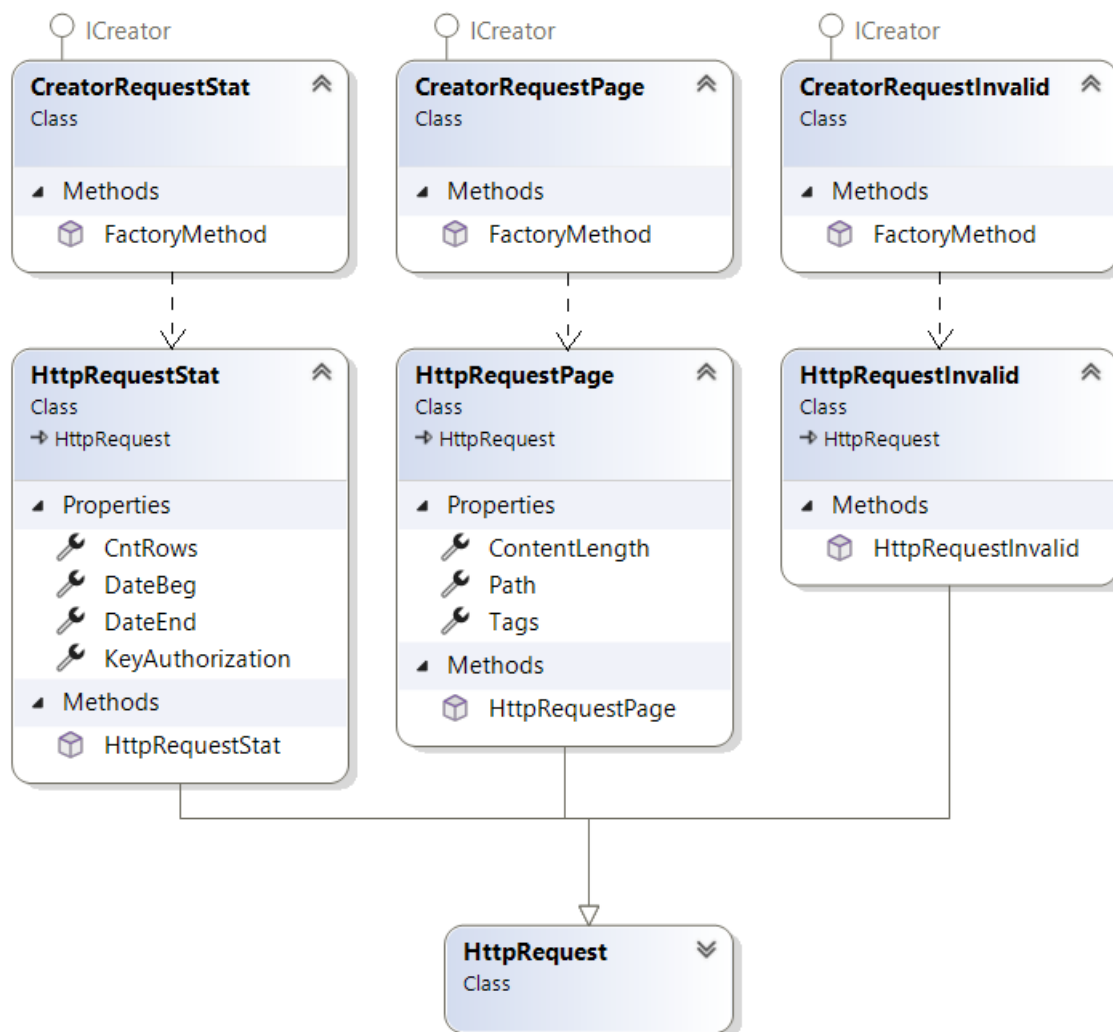 ICreator
CreatorRequestStat
Class
Methods
FactoryMethod
ICreator
CreatorRequestPage
Class
Methods
FactoryMethod
ICreator
CreatorRequestInvalid
Class
Methods
FactoryMethod
HttpRequestStat
Class
HttpRequest
Properties
CntRows
DateBeg
DateEnd
KeyAuthorization
Methods
HttpRequestStat
HttpRequestPage
Class
HttpRequest
Properties
ContentLength
Path
Tags
Methods
HttpRequestPage
HttpRequestInvalid
Class
HttpRequest
Methods
HttpRequestInvalid
HttpRequest
Class